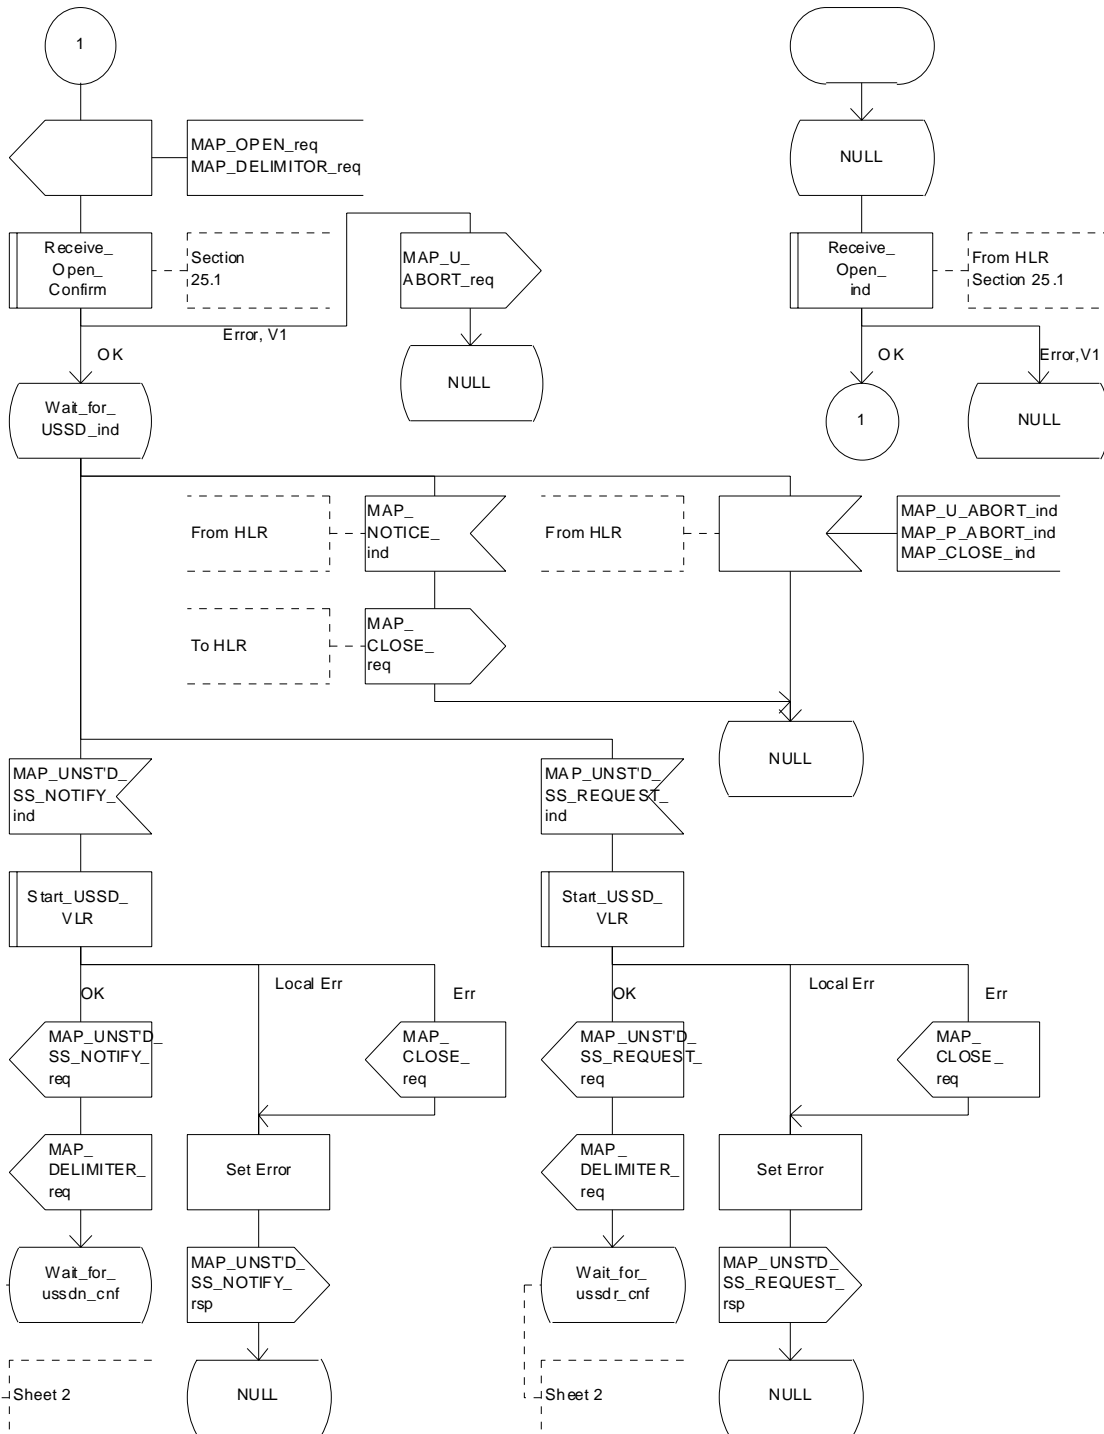 1
MAP_OPEN_req
MAP_DELIMITOR_req
NULL
Receive_
Open_
Confirm
Section
25.1
MAP_U_
ABORT_req
Receive_
Open_
ind
From HLR
Section 25.1
Error, V1
OK
NULL
OK
Error,V1
Wait_for_
USSD_ind
1
NULL
From HLR
MAP_
NOTICE_
ind
From HLR
MAP_U_ABORT_ind
MAP_P_ABORT_ind
MAP_CLOSE_ind
To HLR
MAP_
CLOSE_
req
NULL
MAP_UNST'D_
SS_NOTIFY_
ind
MAP_UNST'D_
SS_REQUEST_
ind
Start_USSD_
VLR
Start_USSD_
VLR
OK
Local Err
Err
OK
Local Err
Err
MAP_UNST'D_
SS_NOTIFY_
req
MAP_
CLOSE_
req
MAP_UNST'D_
SS_REQUEST_
req
MAP_
CLOSE_
req
MAP_
DELIMITER_
req
Set Error
MAP_
DELIMITER_
req
Set Error
Wait_for_
ussdn_cnf
MAP_UNST'D_
SS_NOTIFY_
rsp
Wait_for_
ussdr_cnf
MAP_UNST'D_
SS_REQUEST_
rsp
Sheet 2
NULL
Sheet 2
NULL